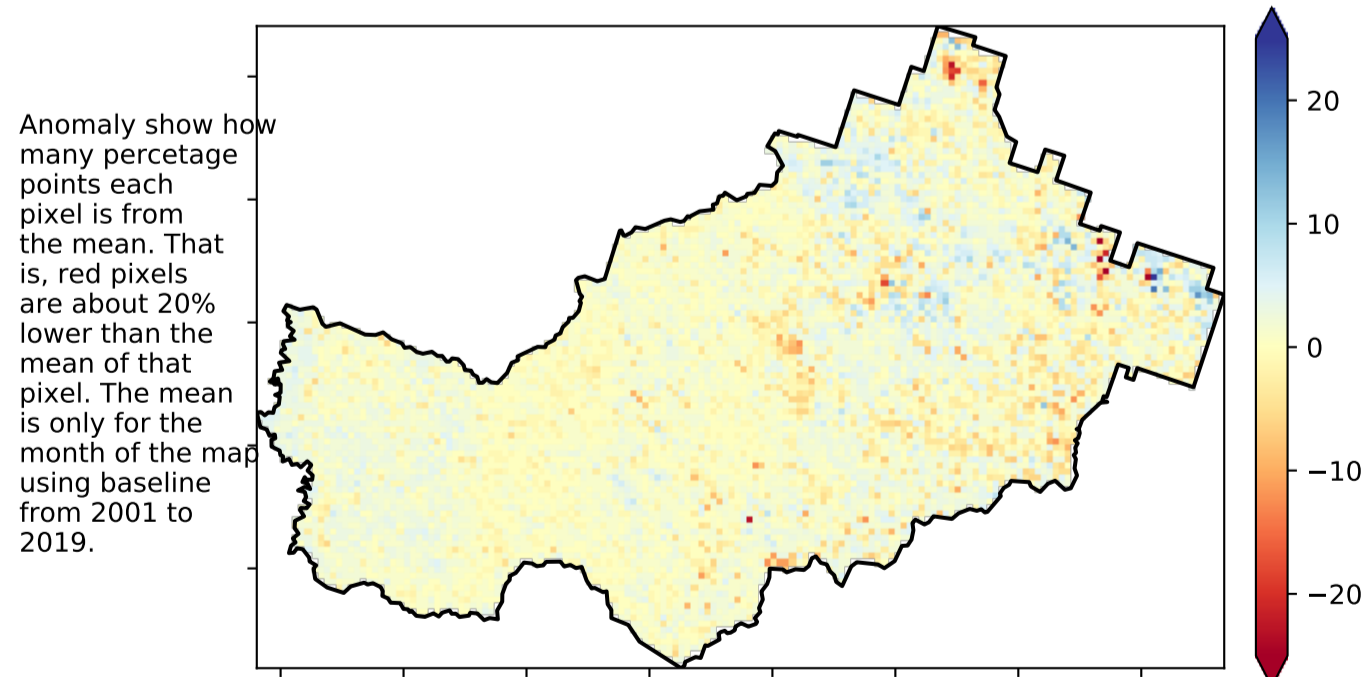 Anomaly show how
many percetage
points each
pixel is from
the mean. That
is, red pixels
are about 20%
lower than the
mean of that
pixel. The mean
is only for the
month of the map
using baseline
from 2001 to
2019.
20
10
0
−10
−20